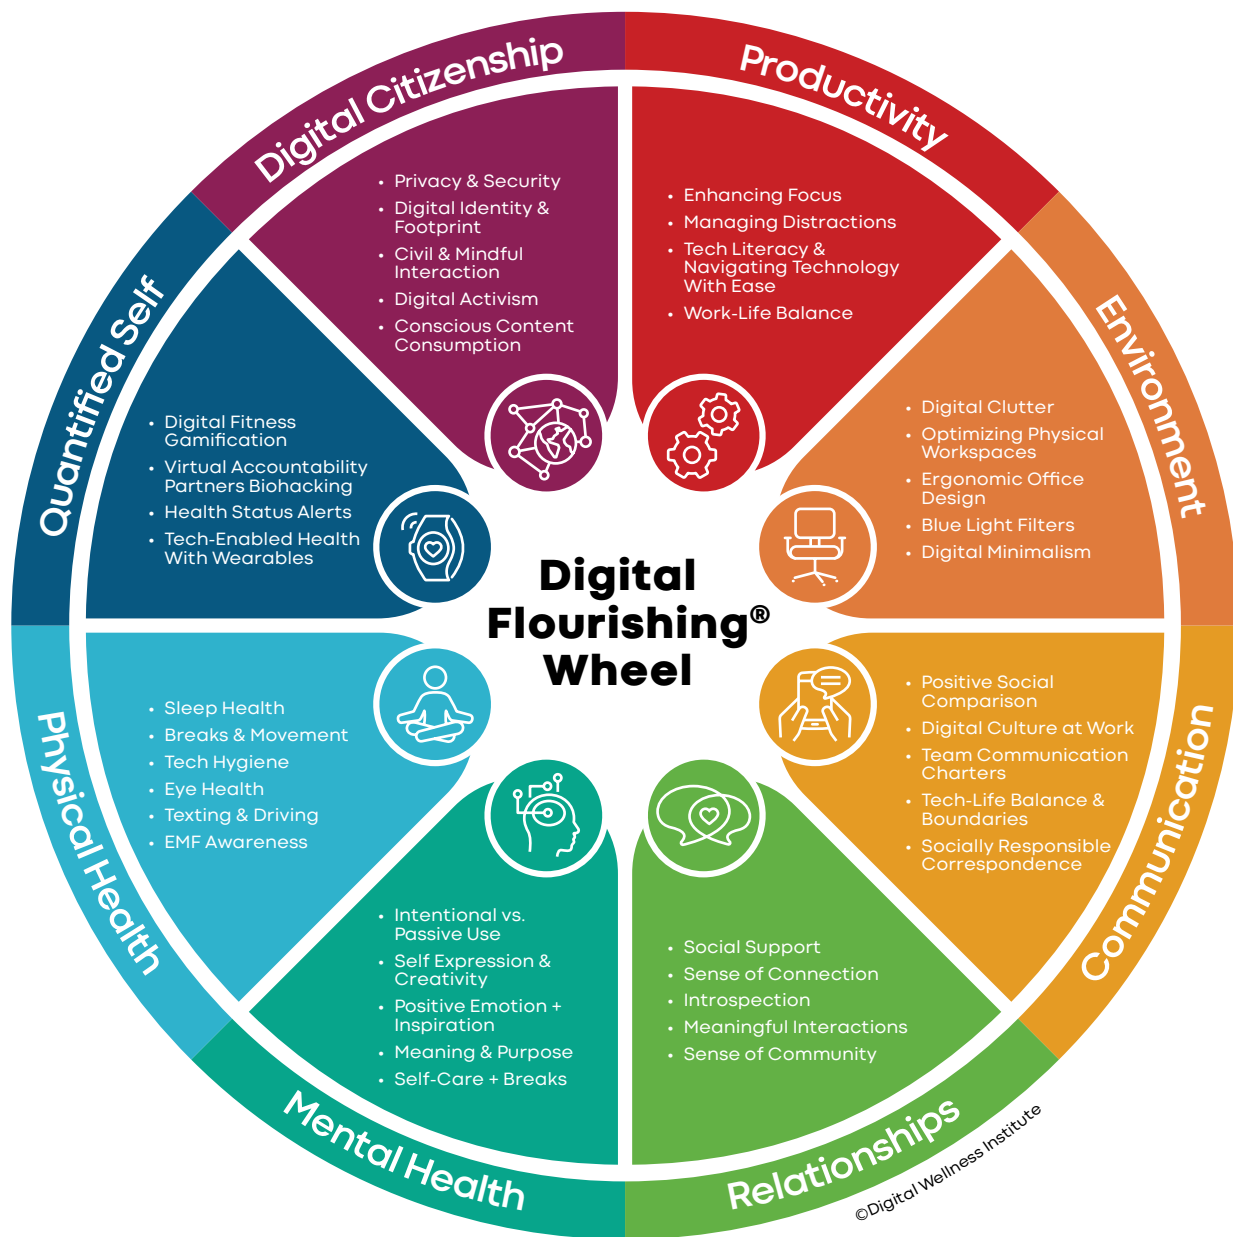 Digital
Flourishing®
Wheel
Productivity
• Enhancing Focus
• Managing Distractions
• Tech Literacy &
Navigating Technology
With Ease
• Work-Life Balance
Environment
• Digital Clutter
• Optimizing Physical
Workspaces
• Ergonomic Office
Design
• Blue Light Filters
• Digital Minimalism
Communication
• Positive Social
Comparison
• Digital Culture at Work
• Team Communication
Charters
• Tech-Life Balance &
Boundaries
• Socially Responsible
Correspondence
Relationships
• Social Support
• Sense of Connection
• Introspection
• Meaningful Interactions
• Sense of Community
Mental Health
• Intentional vs.
Passive Use
• Self Expression &
Creativity
• Positive Emotion +
Inspiration
• Meaning & Purpose
• Self-Care + Breaks
Physical Health
• Sleep Health
• Breaks & Movement
• Tech Hygiene
• Eye Health
• Texting & Driving
• EMF Awareness
Quantified Self
• Digital Fitness
Gamification
• Virtual Accountability
Partners Biohacking
• Health Status Alerts
• Tech-Enabled Health
With Wearables
Digital Citizenship
• Privacy & Security
• Digital Identity &
Footprint
• Civil & Mindful
Interaction
• Digital Activism
• Conscious Content
Consumption
©Digital Wellness Institute